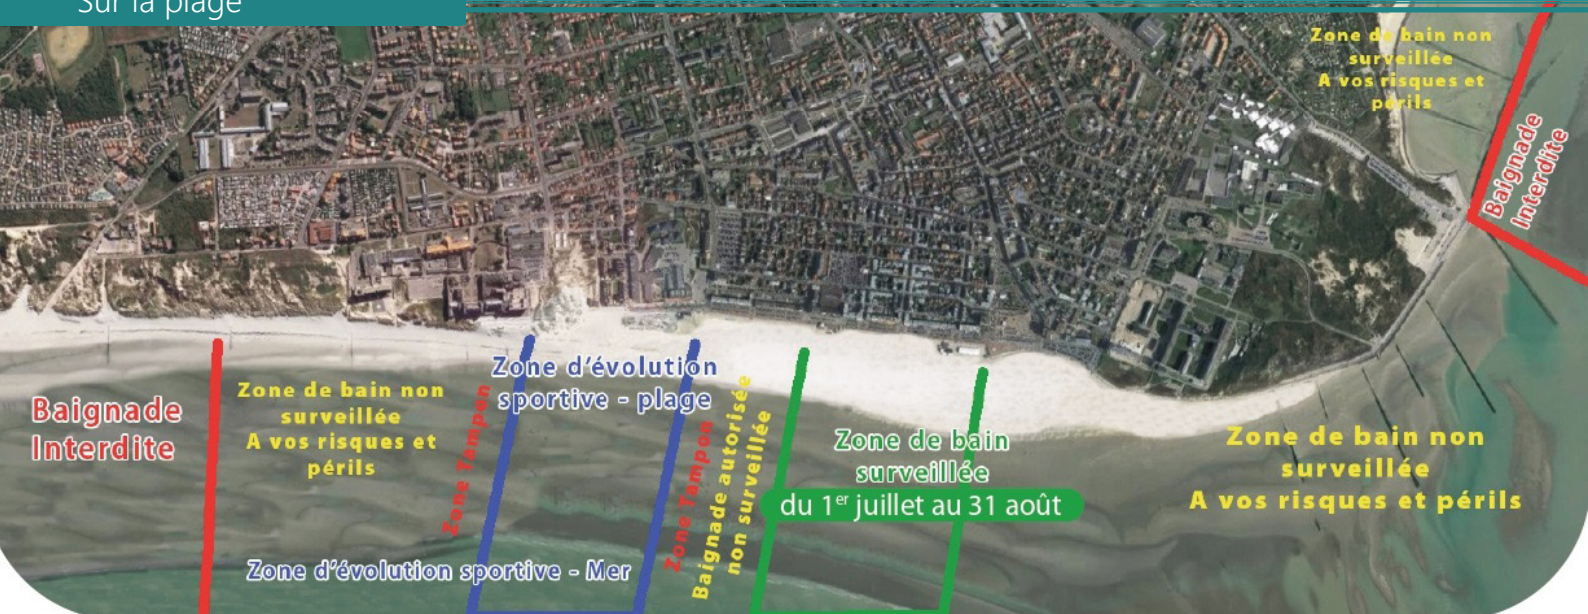 Sur la plage
Zone de bain non
surveillée
A vos risques et
périls
Baignade
Interdite
Baignade
Interdite
Zone de bain non
surveillée
A vos risques et
périls
Zone Tampon
Zone d'évolution
sportive - plage
Zone Tampon
Baignade autorisée
non surveillée
Zone de bain
surveillée
du 1er juillet au 31 août
Zone de bain non
surveillée
A vos risques et périls
Zone d'évolution sportive - Mer